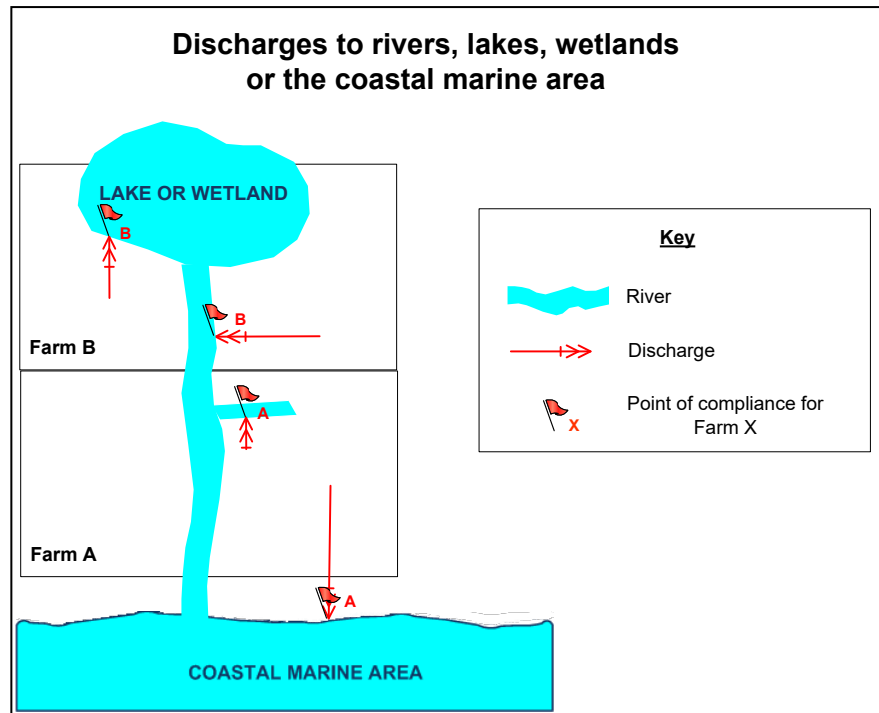 Discharges to rivers, lakes, wetlands
or the coastal marine area
LAKE OR WETLAND
B
B
Farm B
A
Farm A
A
COASTAL MARINE AREA
Key
River
Discharge
Point of compliance for
Farm X
X